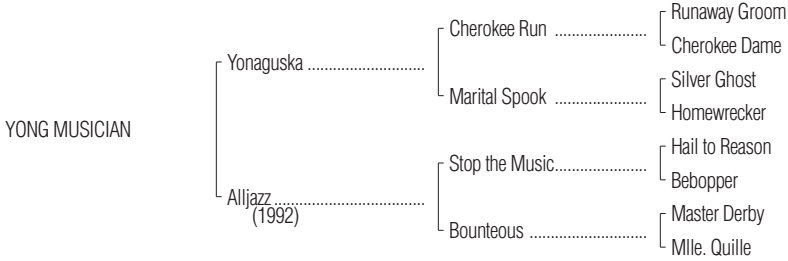 Runaway Groom
Cherokee Run ......................
Cherokee Dame
Yonaguska ............................
Silver Ghost
Marital Spook ......................
Homewrecker
YONG MUSICIAN
Hail to Reason
Stop the Music......................
Bebopper
Alljazz ....................................
(1992)
Master Derby
Bounteous ............................
Mlle. Quille